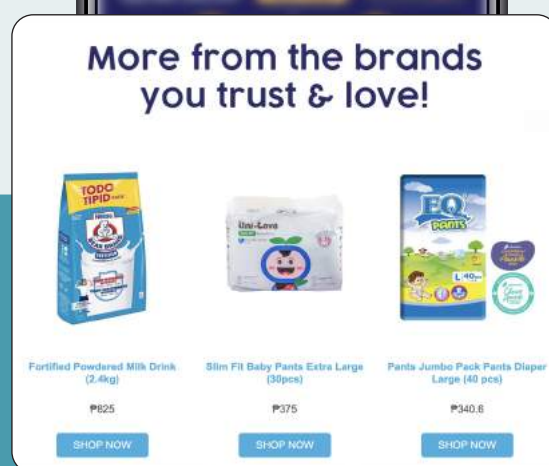 More from the brands
you trust & love!
TODO
TIPID
BEAR BRAND
Uni-Love
EQ
PANTS
L 40
Fortified Powdered Milk Drink
(2.4kg)
Slim Fit Baby Pants Extra Large
(30pcs)
Pants Jumbo Pack Pants Diaper
Large (40 pcs)
₱825
₱375
₱340.6
SHOP NOW
SHOP NOW
SHOP NOW